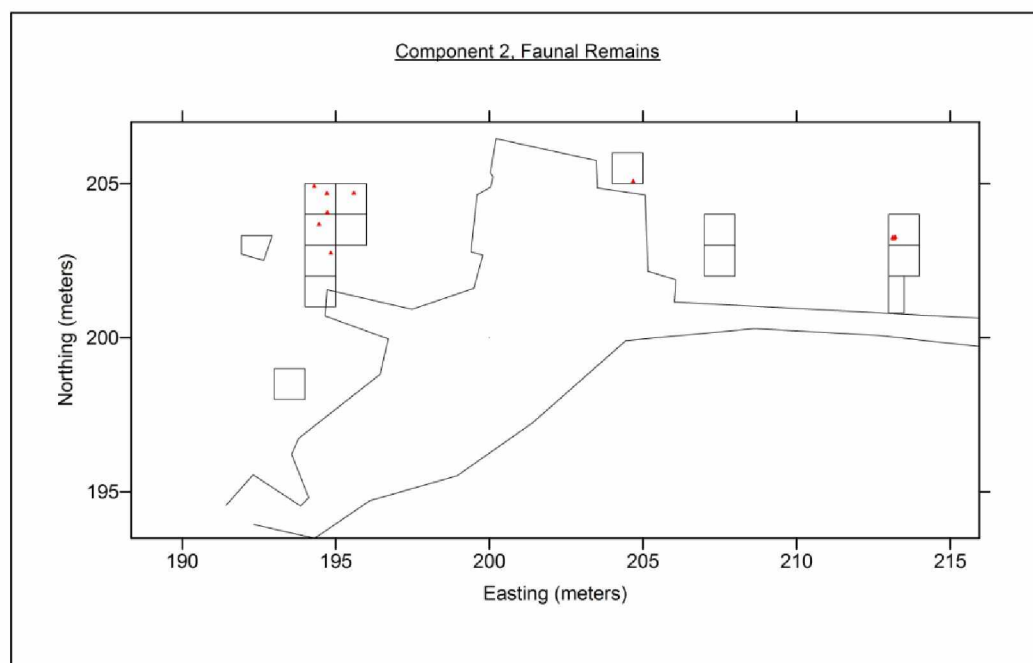 Component 2, Faunal Remains
205
200
195
Northing (meters)
190 195 200 205 210 215
Easting (meters)